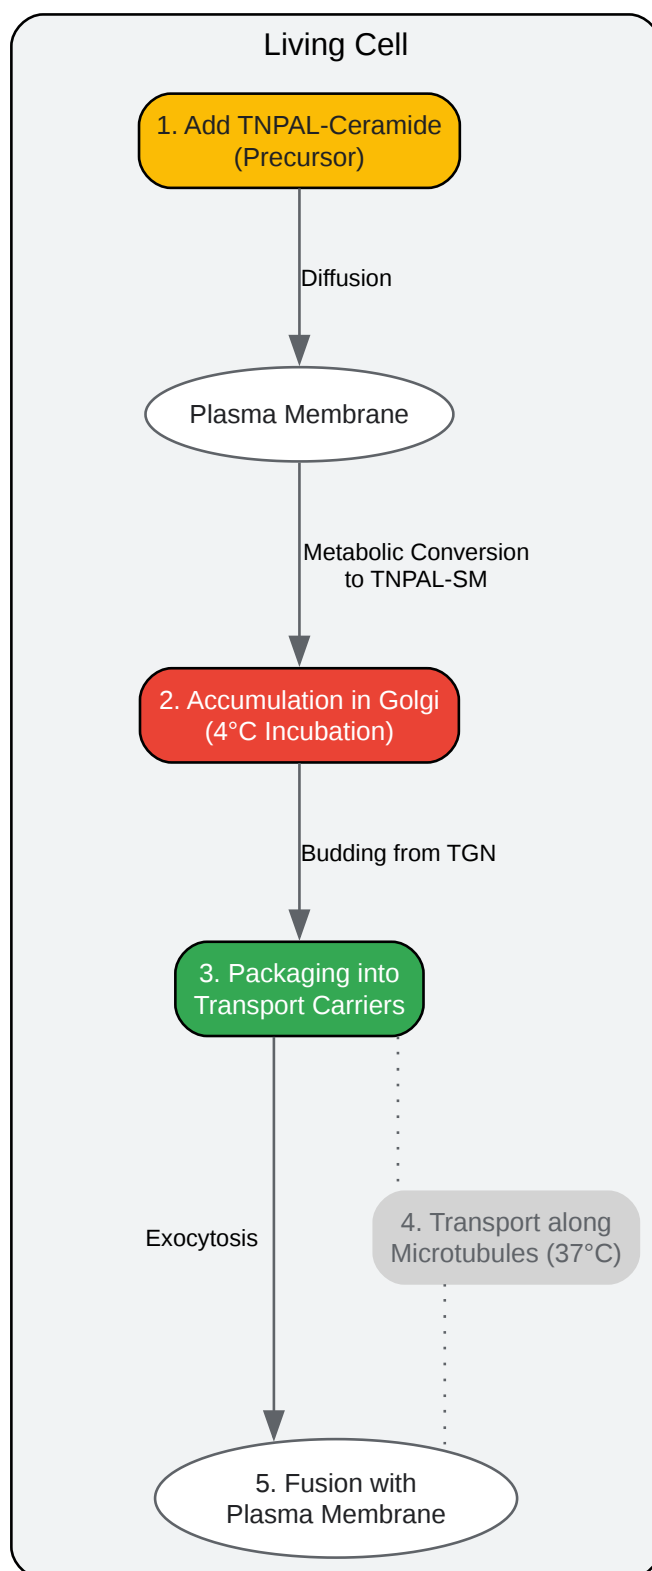 Living Cell
1. Add TNPAL-Ceramide
(Precursor)
Diffusion
Plasma Membrane
Metabolic Conversion
to TNPAL-SM
2. Accumulation in Golgi
(4°C Incubation)
Budding from TGN
3. Packaging into
Transport Carriers
4. Transport along
Microtubules (37°C)
Exocytosis
5. Fusion with
Plasma Membrane